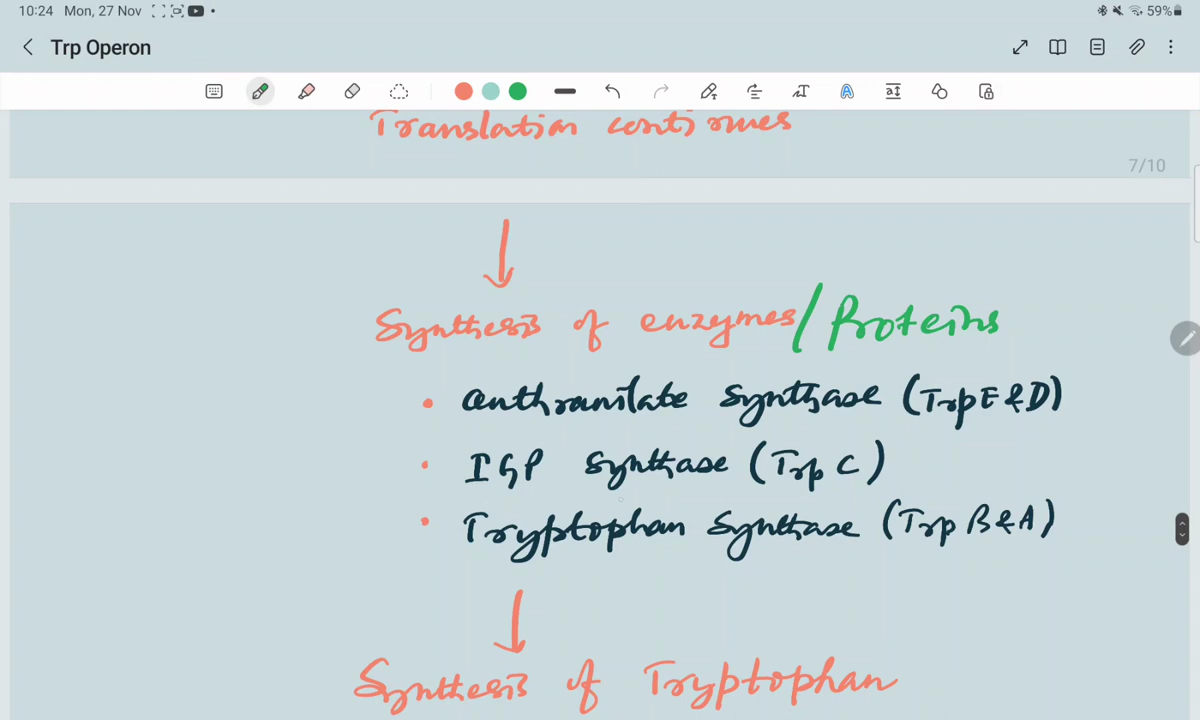 10:24 Mon, 27 Nov
59%
Trp Operon
Translation continues
7/10
Synthesis of enzymes/Proteins
• Anthranilate Synthase (Trp E & D)
• IGP Synthase (Trp C)
• Tryptophan Synthase (Trp B & A)
Synthesis of Tryptophan